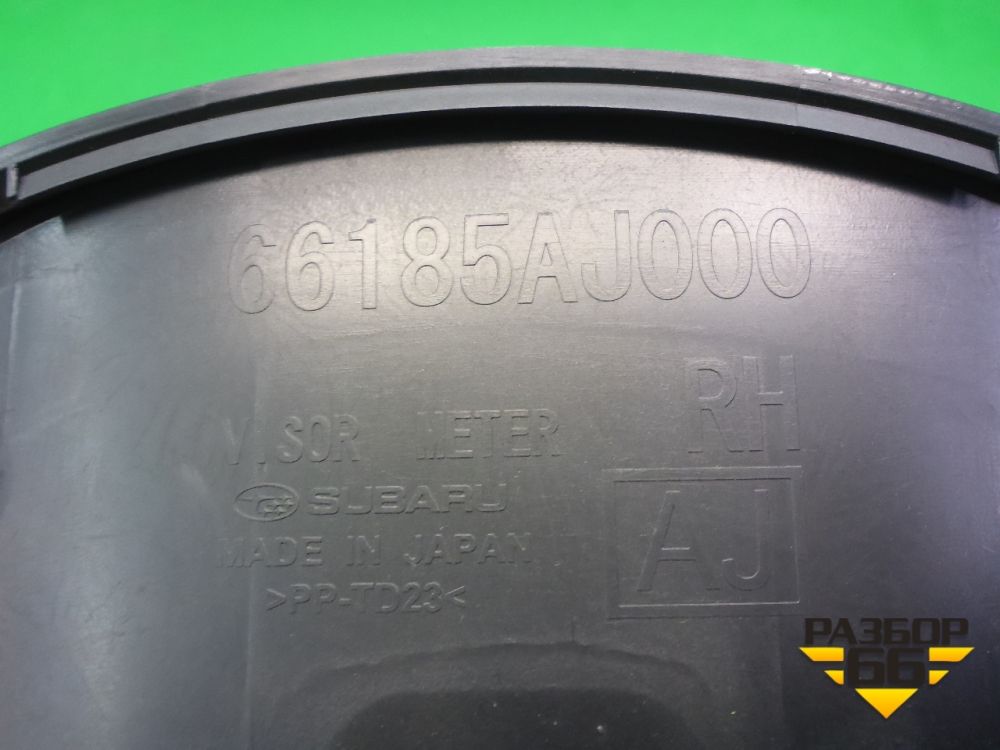 66185AJ000
RH
VISOR METER
SUBARU
MADE IN JAPAN
>PP-TD23<
AJ
РАЗБОР
66